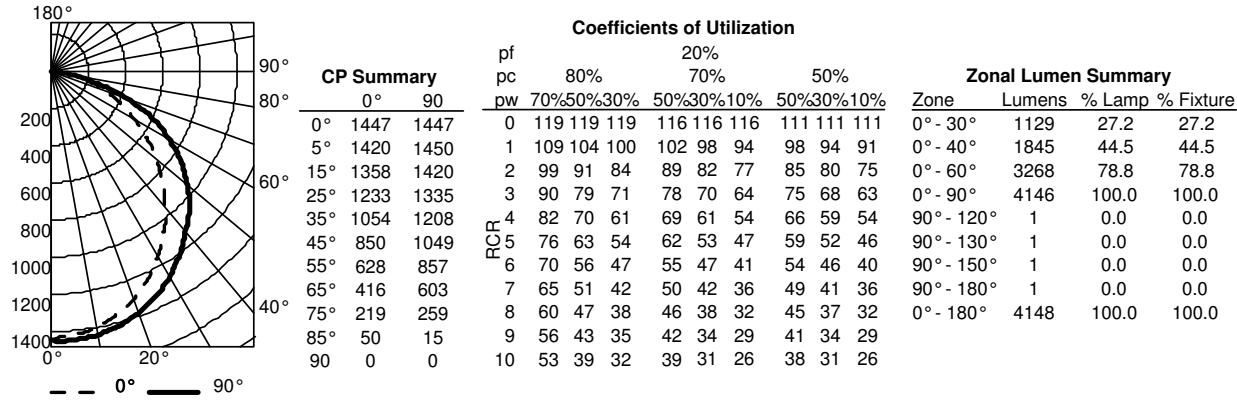 180°
90°
80°
60°
40°
200
400
600
800
1000
1200
1400
0° 20°
0° 90°
CP Summary
0° 90
0° 1447 1447
5° 1420 1450
15° 1358 1420
25° 1233 1335
35° 1054 1208
45° 850 1049
55° 628 857
65° 416 603
75° 219 259
85° 50 15
90 0 0
Coefficients of Utilization
pf 20%
pc 80% 70% 50%
pw 70%50%30% 50%30%10% 50%30%10%
RCR
0 119 119 119 116 116 116 111 111 111
1 109 104 100 102 98 94 98 94 91
2 99 91 84 89 82 77 85 80 75
3 90 79 71 78 70 64 75 68 63
4 82 70 61 69 61 54 66 59 54
5 76 63 54 62 53 47 59 52 46
6 70 56 47 55 47 41 54 46 40
7 65 51 42 50 42 36 49 41 36
8 60 47 38 46 38 32 45 37 32
9 56 43 35 42 34 29 41 34 29
10 53 39 32 39 31 26 38 31 26
Zonal Lumen Summary
Zone Lumens % Lamp % Fixture
0° - 30° 1129 27.2 27.2
0° - 40° 1845 44.5 44.5
0° - 60° 3268 78.8 78.8
0° - 90° 4146 100.0 100.0
90° - 120° 1 0.0 0.0
90° - 130° 1 0.0 0.0
90° - 150° 1 0.0 0.0
90° - 180° 1 0.0 0.0
0° - 180° 4148 100.0 100.0